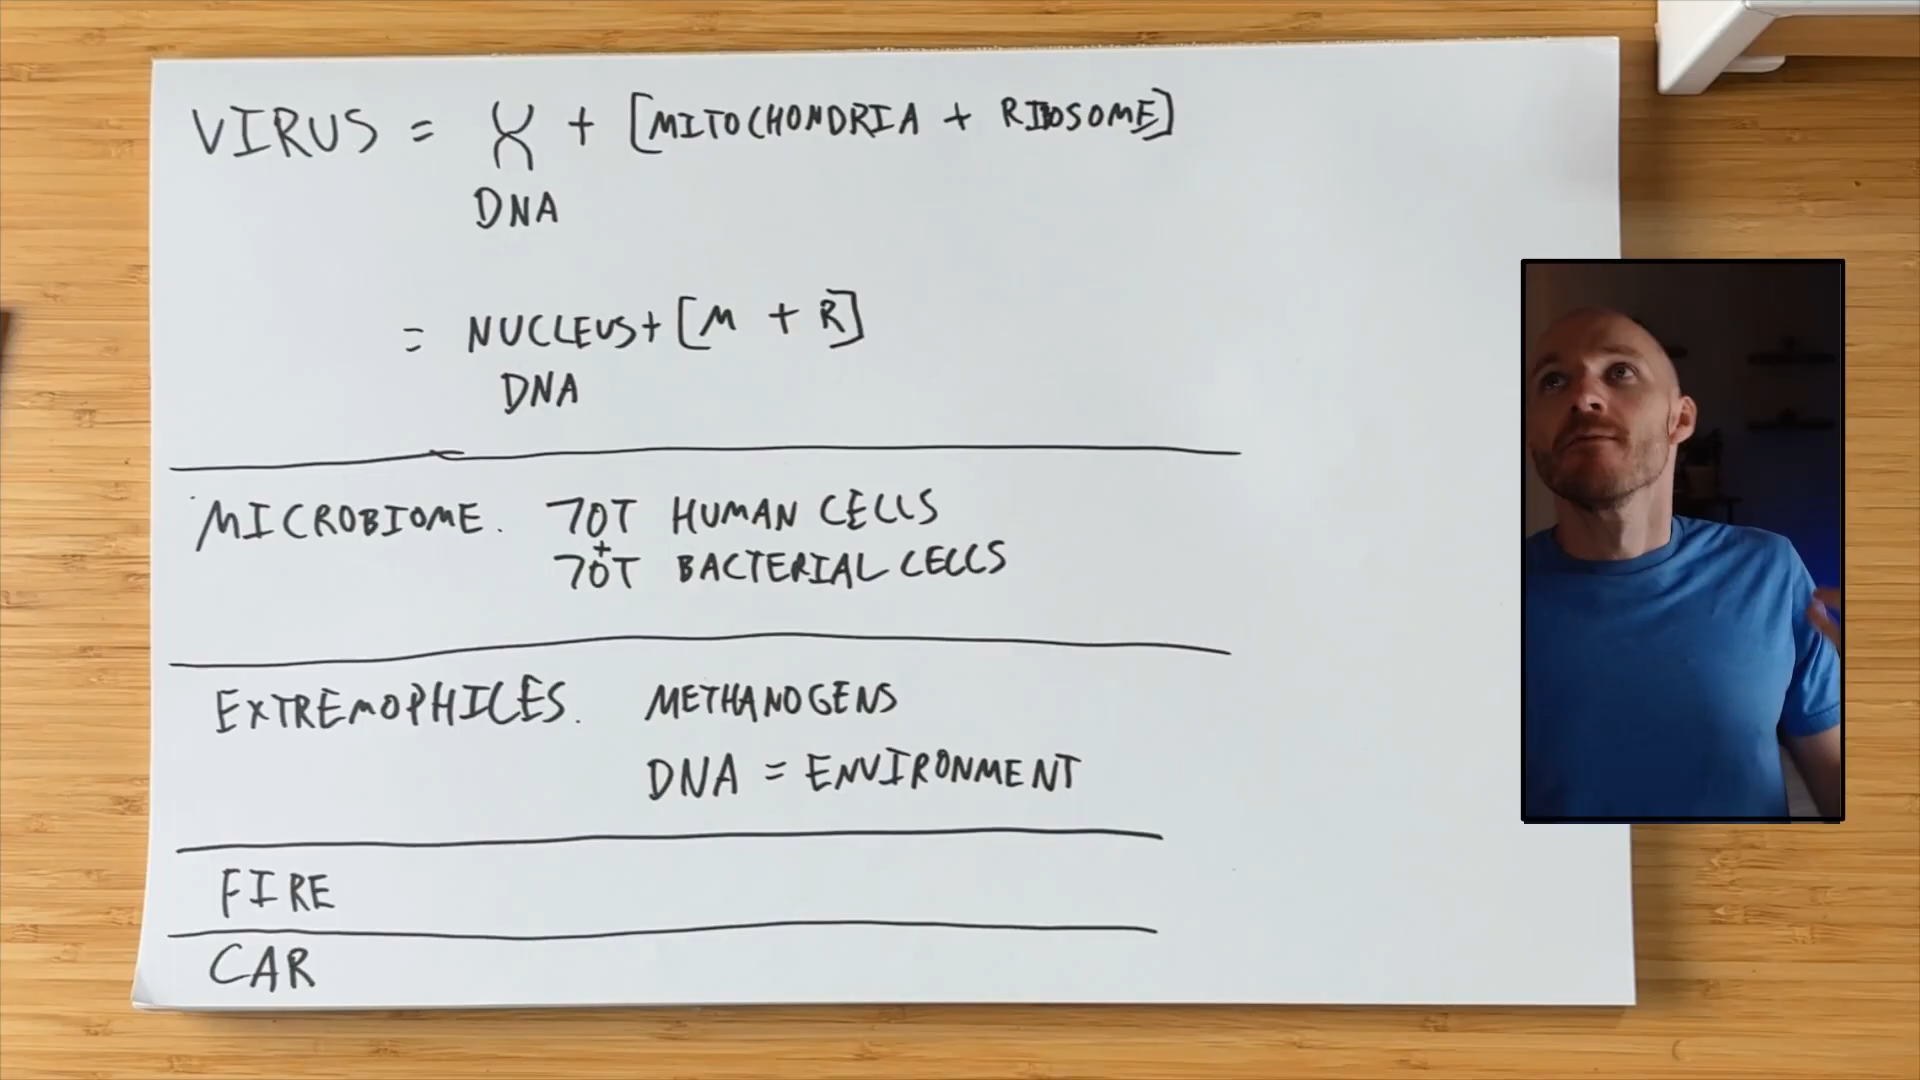 VIRUS = X + [MITOCHONDRIA + RIBOSOME]
DNA
= NUCLEUS + [M + R]
DNA
MICROBIOME. 70T HUMAN CELLS
+
70T BACTERIAL CELLS
EXTREMOPHILES. METHANOGENS
DNA = ENVIRONMENT
FIRE
CAR